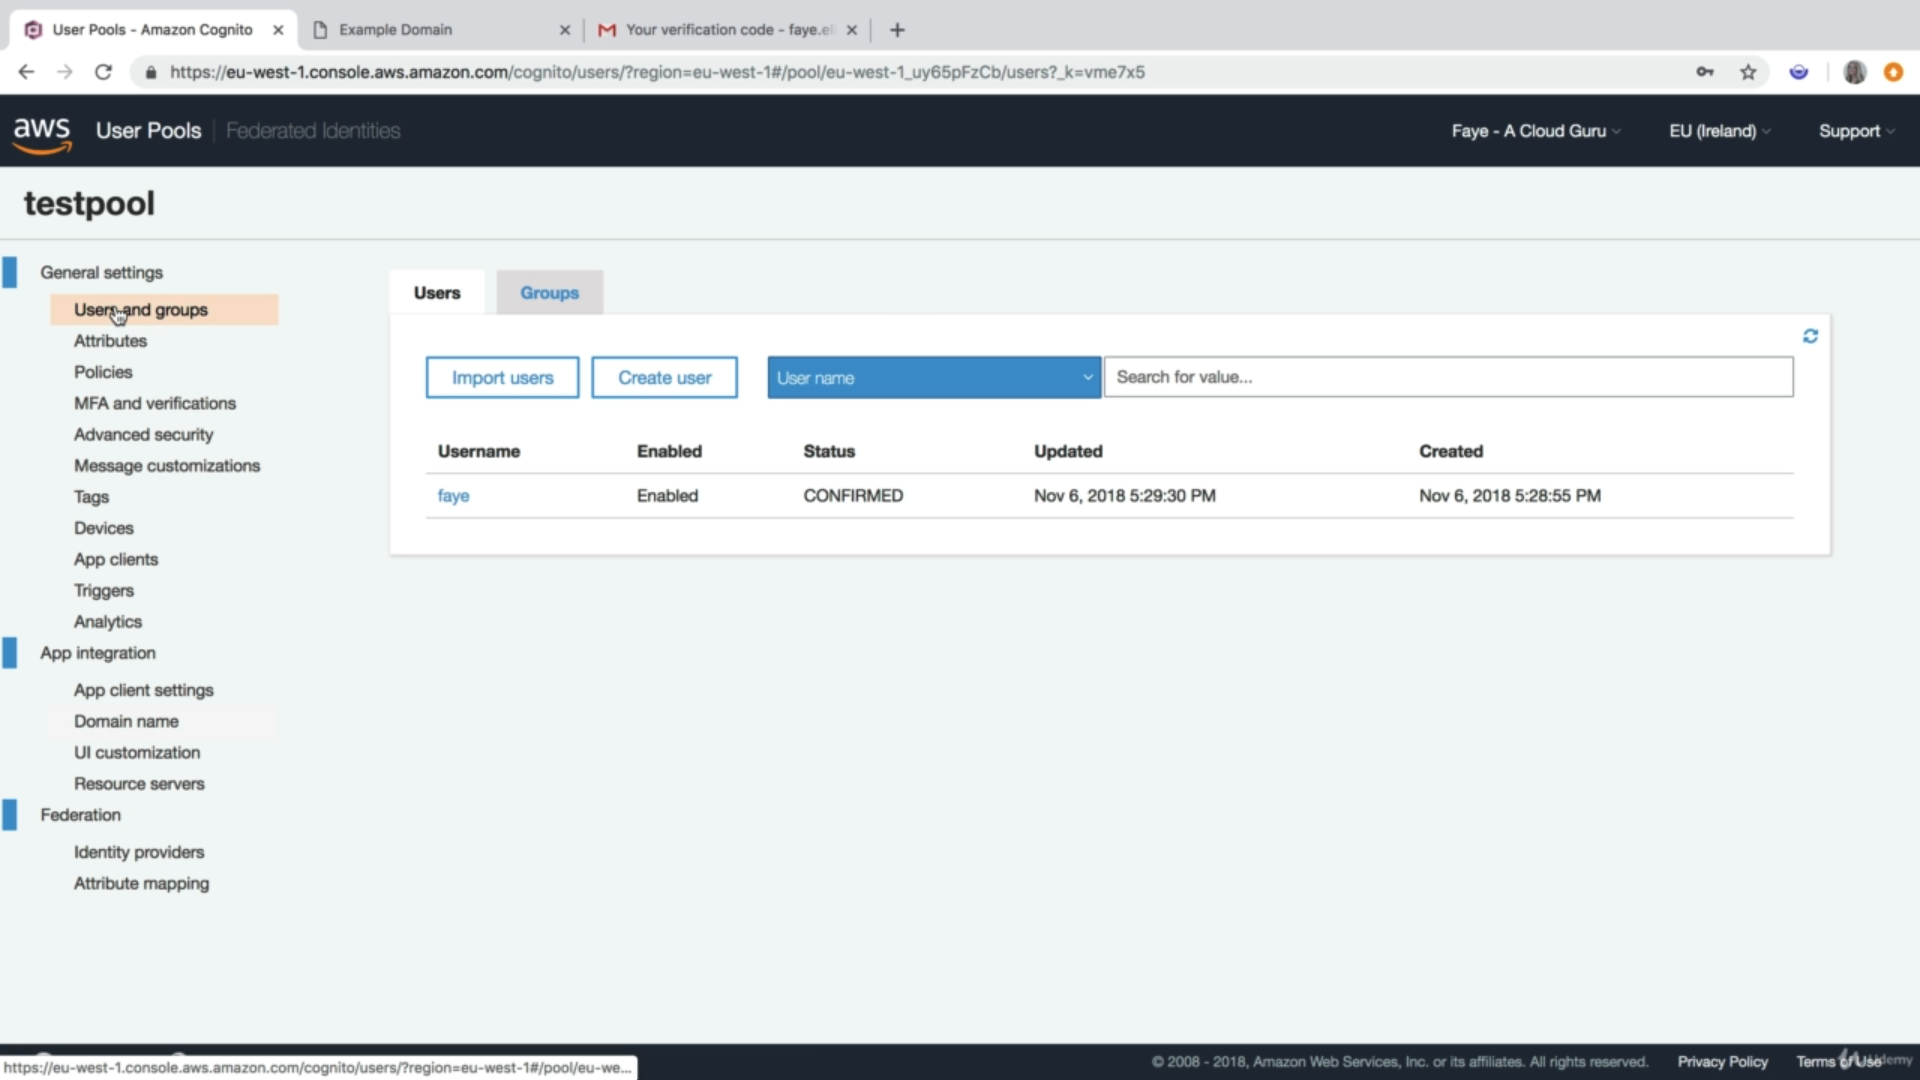 User Pools - Amazon Cognito
Example Domain
Your verification code - faye.ei
https://eu-west-1.console.aws.amazon.com/cognito/users/?region=eu-west-1#/pool/eu-west-1_uy65pFzCb/users?_k=vme7x5
aws User Pools Federated Identities Faye - A Cloud Guru EU (Ireland) Support
testpool
General settings
Users and groups
Attributes
Policies
MFA and verifications
Advanced security
Message customizations
Tags
Devices
App clients
Triggers
Analytics
App integration
App client settings
Domain name
UI customization
Resource servers
Federation
Identity providers
Attribute mapping
Users Groups
Import users Create user User name Search for value...
Username Enabled Status Updated Created
faye Enabled CONFIRMED Nov 6, 2018 5:29:30 PM Nov 6, 2018 5:28:55 PM
https://eu-west-1.console.aws.amazon.com/cognito/users/?region=eu-west-1#/pool/eu-we...
© 2008 - 2018, Amazon Web Services, Inc. or its affiliates. All rights reserved. Privacy Policy Terms of Use